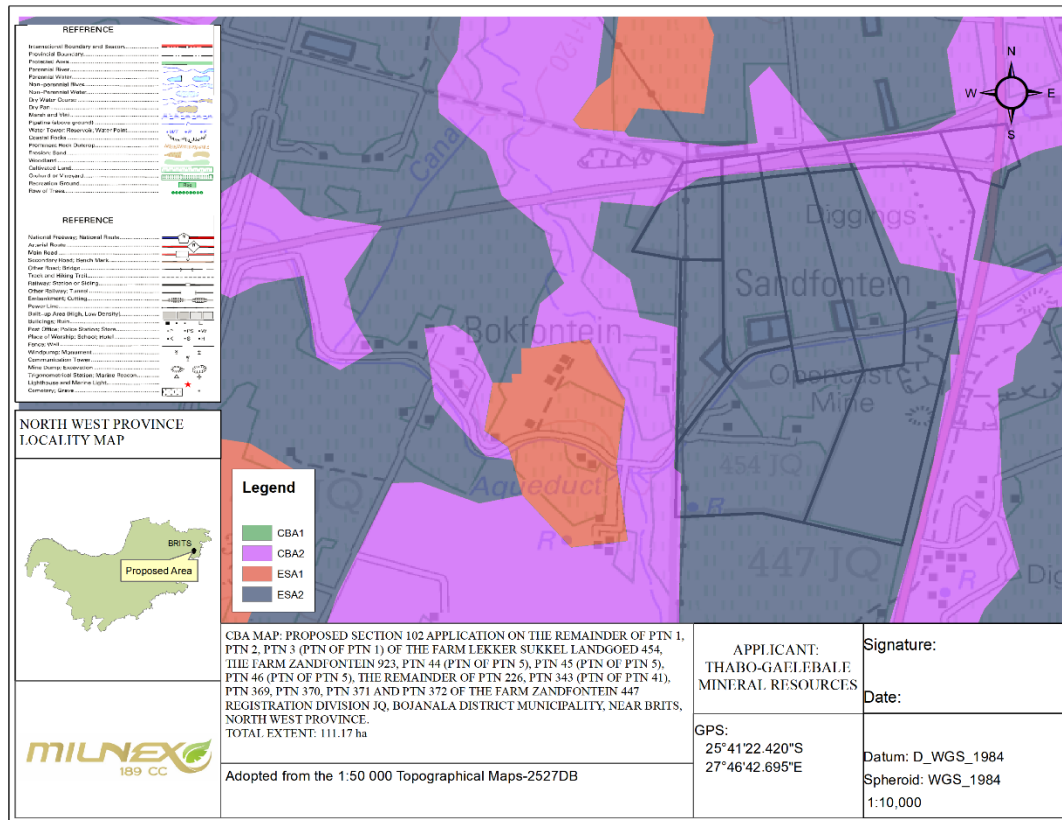 REFERENCE
International Boundary and Beacon
Provincial Boundary
Protected Area
Perennial River
Perennial Water
Non-perennial River
Non-Perennial Water
Dry Water Course
Dry Pan
Marsh and Vlei
Pipeline (above ground)
Water Tower; Reservoir; Water Point
Coastal Rocks
Prominent Rock Outcrop
Erosion; Sand
Woodland
Cultivated Land
Orchard or Vineyard
Recreation Ground
Row of Trees
REFERENCE
National Freeway; National Route
Arterial Route
Main Road
Secondary Road; Bench Mark
Other Road; Bridge
Track and Hiking Trail
Railway; Station or Siding
Other Railway; Tunnel
Embankment; Cutting
Power Line
Built-up Area (High, Low Density)
Buildings; Ruin
Post Office; Police Station; Store
Place of Worship; School; Hotel
Fence; Wall
Windpump; Monument
Communication Tower
Mine Dump; Excavation
Trigonometrical Station; Marine Beacon
Lighthouse and Marine Light
Cemetery; Grave
N
W
E
S
Diggings
Sandfontein
Bokfontein
Mine
Aqueduct
454 JQ
R
R
447 JQ
R
Legend
CBA1
CBA2
ESA1
ESA2
NORTH WEST PROVINCE
LOCALITY MAP
BRITS
Proposed Area
MILNEX
189 CC
CBA MAP: PROPOSED SECTION 102 APPLICATION ON THE REMAINDER OF PTN 1,
PTN 2, PTN 3 (PTN OF PTN 1) OF THE FARM LEKKER SUKKEL LANDGOED 454,
THE FARM ZANDFONTEIN 923, PTN 44 (PTN OF PTN 5), PTN 45 (PTN OF PTN 5),
PTN 46 (PTN OF PTN 5), THE REMAINDER OF PTN 226, PTN 343 (PTN OF PTN 41),
PTN 369, PTN 370, PTN 371 AND PTN 372 OF THE FARM ZANDFONTEIN 447
REGISTRATION DIVISION JQ, BOJANALA DISTRICT MUNICIPALITY, NEAR BRITS,
NORTH WEST PROVINCE.
TOTAL EXTENT: 111.17 ha
Adopted from the 1:50 000 Topographical Maps-2527DB
APPLICANT:
THABO-GAELEBALE
MINERAL RESOURCES
GPS:
25°41'22.420"S
27°46'42.695"E
Signature:
Date:
Datum: D_WGS_1984
Spheroid: WGS_1984
1:10,000